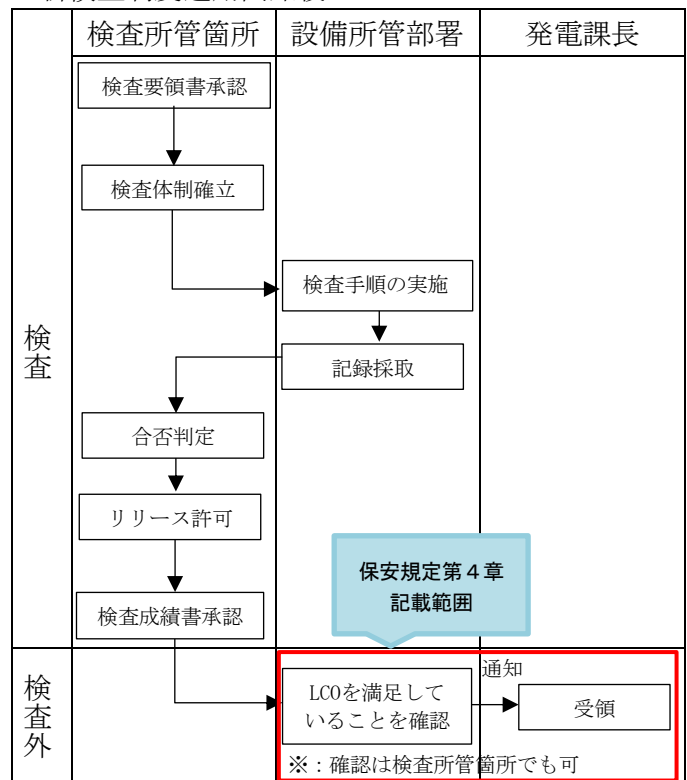 検査所管箇所 設備所管部署 発電課長
検査
検査要領書承認
検査体制確立
検査手順の実施
記録採取
合否判定
リリース許可
検査成績書承認
保安規定第4章
記載範囲
検査外
LCOを満足して
いることを確認
通知
受領
※：確認は検査所管箇所でも可